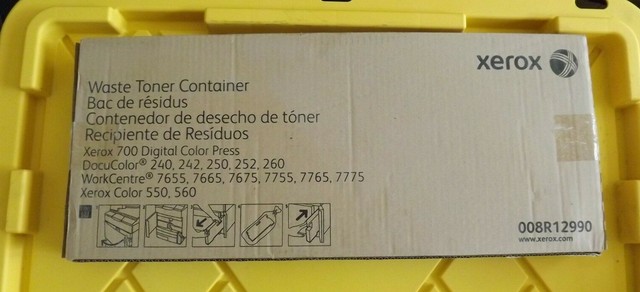 xerox
Waste Toner Container
Bac de résidus
Contenedor de desecho de tóner
Recipiente de Resíduos
Xerox 700 Digital Color Press
DocuColor® 240, 242, 250, 252, 260
WorkCentre® 7655, 7665, 7675, 7755, 7765, 7775
Xerox Color 550, 560
008R12990
www.xerox.com